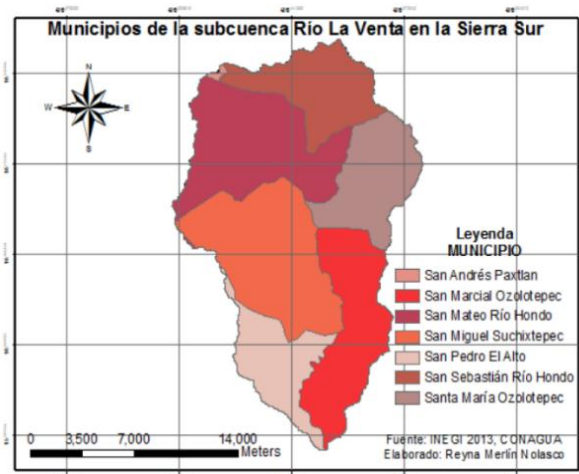 Municipios de la subcuenca Río La Venta en la Sierra Sur
N
W E
S
Leyenda
MUNICIPIO
San Andrés Paxtlan
San Marcial Ozolotepec
San Mateo Río Hondo
San Miguel Suchixtepec
San Pedro El Alto
San Sebastián Río Hondo
Santa María Ozolotepec
0 3,500 7,000 14,000
Meters
Fuente: INEGI 2013, CONAGUA
Elaborado: Reyna Merlín Nolasco